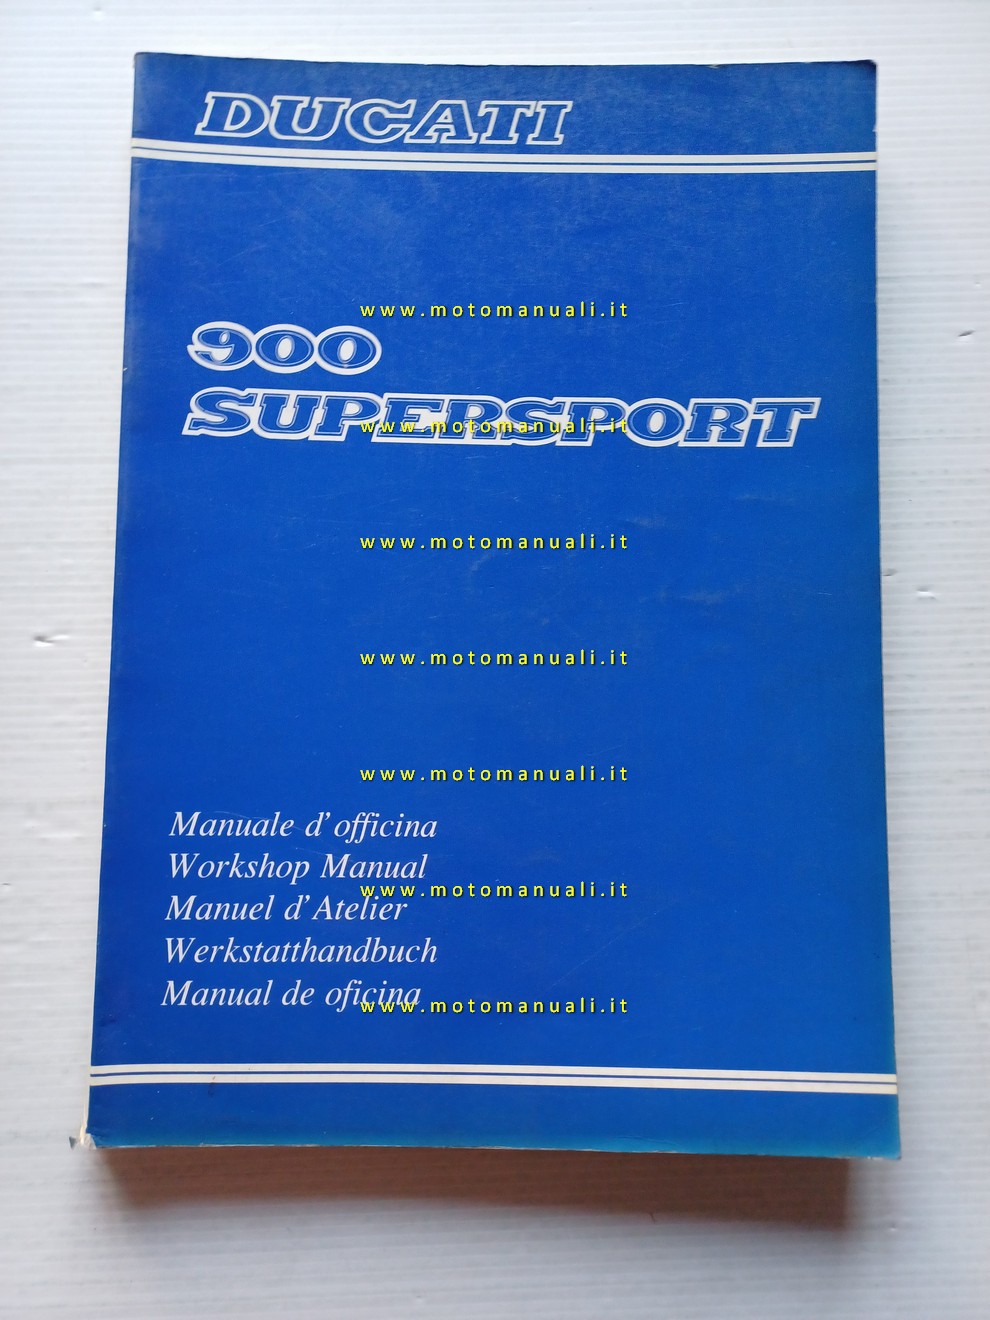 DUCATI
www.motomanuali.it
900
SUPERSPORT
www.motomanuali.it
www.motomanuali.it
www.motomanuali.it
www.motomanuali.it
Manuale d'officina
Workshop Manual
www.motomanuali.it
Manuel d'Atelier
Werkstatthandbuch
Manual de oficina
www.motomanuali.it